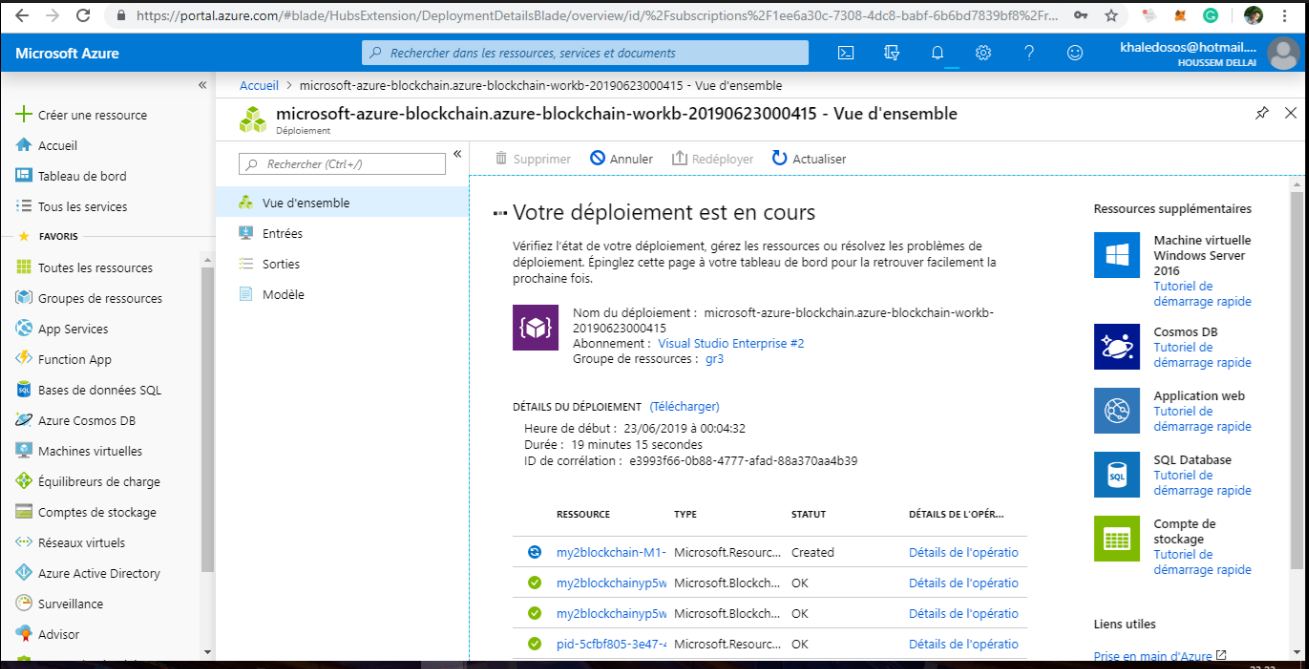 https://portal.azure.com/#blade/HubsExtension/DeploymentDetailsBlade/overview/id/%2Fsubscriptions%2F1ee6a30c-7308-4dc8-babf-6b6bd7839bf8%2Fr...
Microsoft Azure
Rechercher dans les ressources, services et documents
khaledosos@hotmail....
HOUSSEM DELLAI
Créer une ressource
Accueil
Tableau de bord
Tous les services
FAVORIS
Toutes les ressources
Groupes de ressources
App Services
Function App
Bases de données SQL
Azure Cosmos DB
Machines virtuelles
Équilibreurs de charge
Comptes de stockage
Réseaux virtuels
Azure Active Directory
Surveillance
Advisor
Accueil > microsoft-azure-blockchain.azure-blockchain-workb-20190623000415 - Vue d'ensemble
microsoft-azure-blockchain.azure-blockchain-workb-20190623000415 - Vue d'ensemble
Déploiement
Rechercher (Ctrl+/)
Vue d'ensemble
Entrées
Sorties
Modèle
Supprimer Annuler Redéployer Actualiser
Votre déploiement est en cours
Vérifiez l'état de votre déploiement, gérez les ressources ou résolvez les problèmes de
déploiement. Épinglez cette page à votre tableau de bord pour la retrouver facilement la
prochaine fois.
Nom du déploiement : microsoft-azure-blockchain.azure-blockchain-workb-
20190623000415
Abonnement : Visual Studio Enterprise #2
Groupe de ressources : gr3
DÉTAILS DU DÉPLOIEMENT (Télécharger)
Heure de début : 23/06/2019 à 00:04:32
Durée : 19 minutes 15 secondes
ID de corrélation : e3993f66-0b88-4777-afad-88a370aa4b39
RESSOURCE TYPE STATUT DÉTAILS DE L'OPÉR...
my2blockchain-M1- Microsoft.Resourc... Created Détails de l'opératio
my2blockchainyp5w Microsoft.Blockch... OK Détails de l'opératio
my2blockchainyp5w Microsoft.Blockch... OK Détails de l'opératio
pid-5cfbf805-3e47-4 Microsoft.Resourc... OK Détails de l'opératio
Ressources supplémentaires
Machine virtuelle
Windows Server
2016
Tutoriel de
démarrage rapide
Cosmos DB
Tutoriel de
démarrage rapide
Application web
Tutoriel de
démarrage rapide
SQL
SQL Database
Tutoriel de
démarrage rapide
Compte de
stockage
Tutoriel de
démarrage rapide
Liens utiles
Prise en main d'Azure